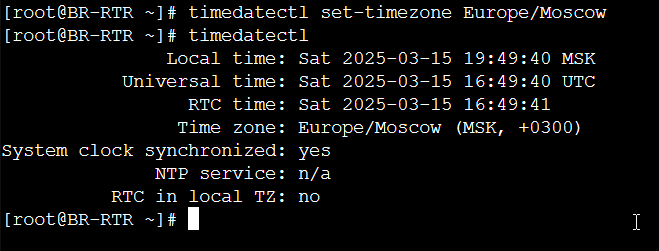 [root@BR-RTR ~]# timedatectl set-timezone Europe/Moscow
[root@BR-RTR ~]# timedatectl
Local time: Sat 2025-03-15 19:49:40 MSK
Universal time: Sat 2025-03-15 16:49:40 UTC
RTC time: Sat 2025-03-15 16:49:41
Time zone: Europe/Moscow (MSK, +0300)
System clock synchronized: yes
NTP service: n/a
RTC in local TZ: no
[root@BR-RTR ~]#